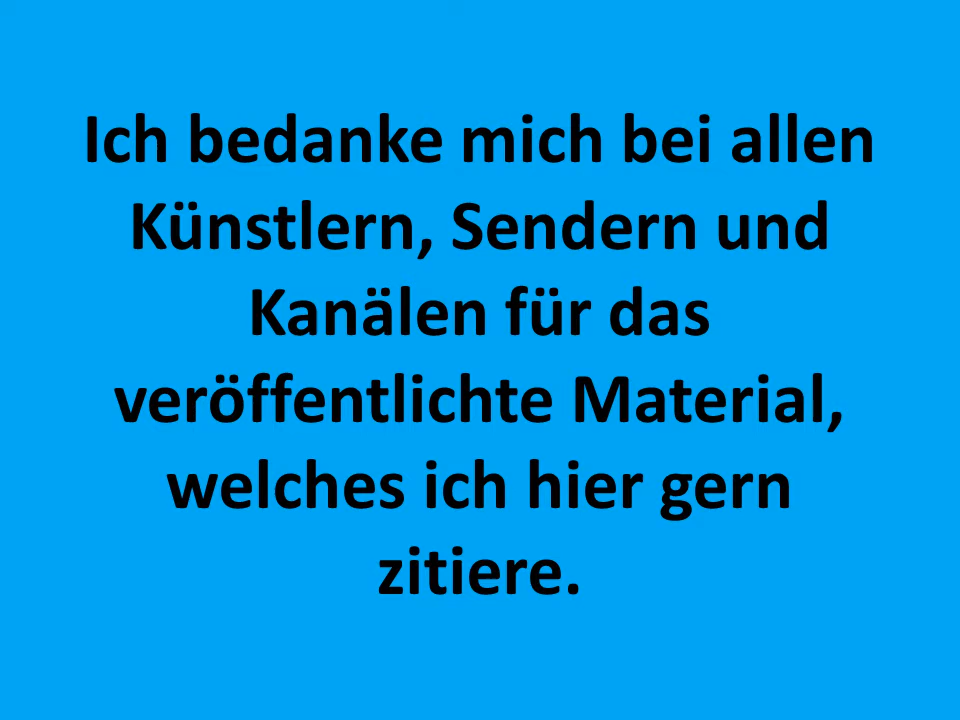 Ich bedanke mich bei allen
Künstlern, Sendern und
Kanälen für das
veröffentlichte Material,
welches ich hier gern
zitiere.